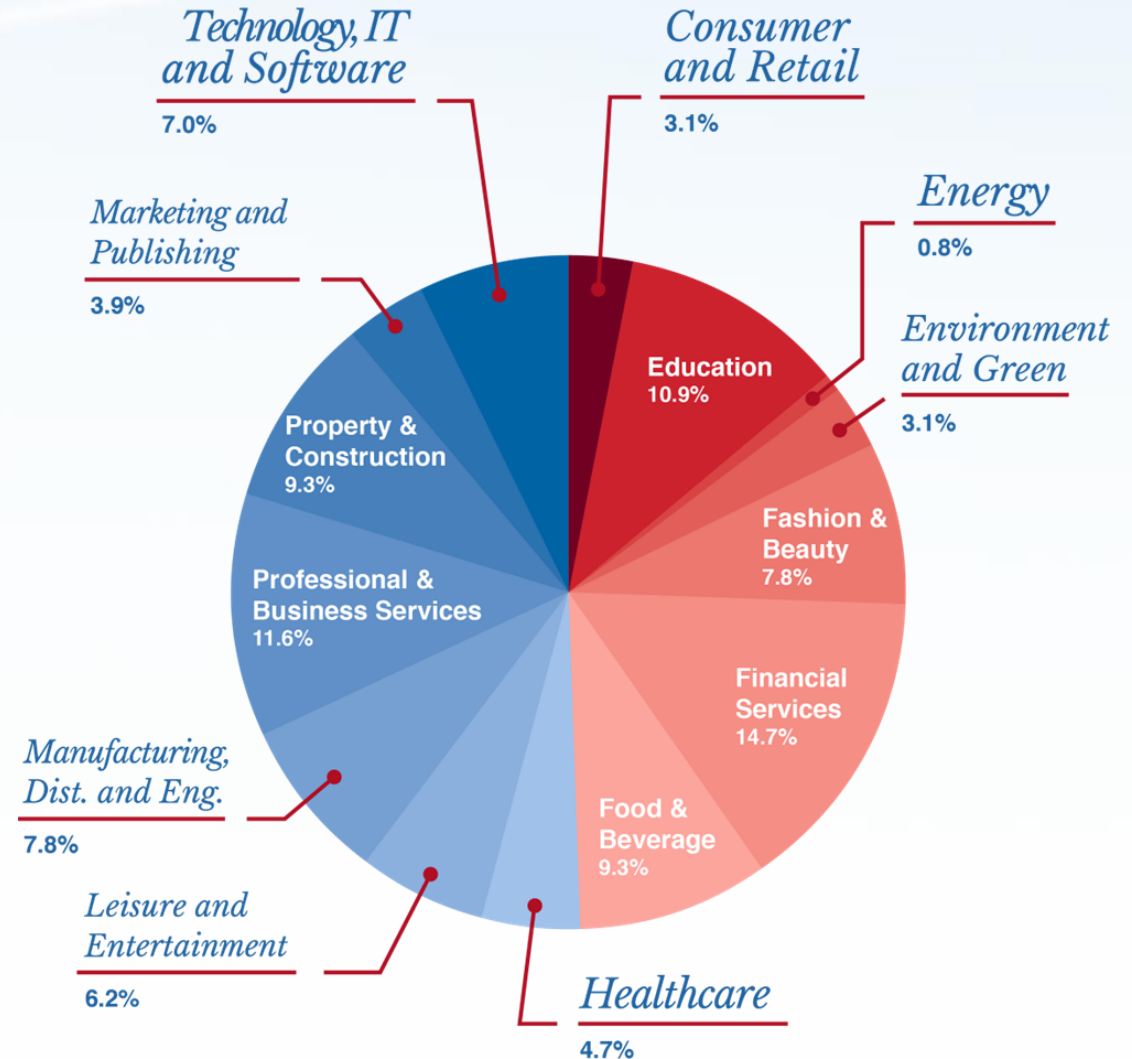 Technology, IT
and Software
7.0%
Consumer
and Retail
3.1%
Marketing and
Publishing
3.9%
Energy
0.8%
Environment
and Green
3.1%
Education
10.9%
Property &
Construction
9.3%
Fashion &
Beauty
7.8%
Professional &
Business Services
11.6%
Financial
Services
14.7%
Manufacturing,
Dist. and Eng.
7.8%
Food &
Beverage
9.3%
Leisure and
Entertainment
6.2%
Healthcare
4.7%